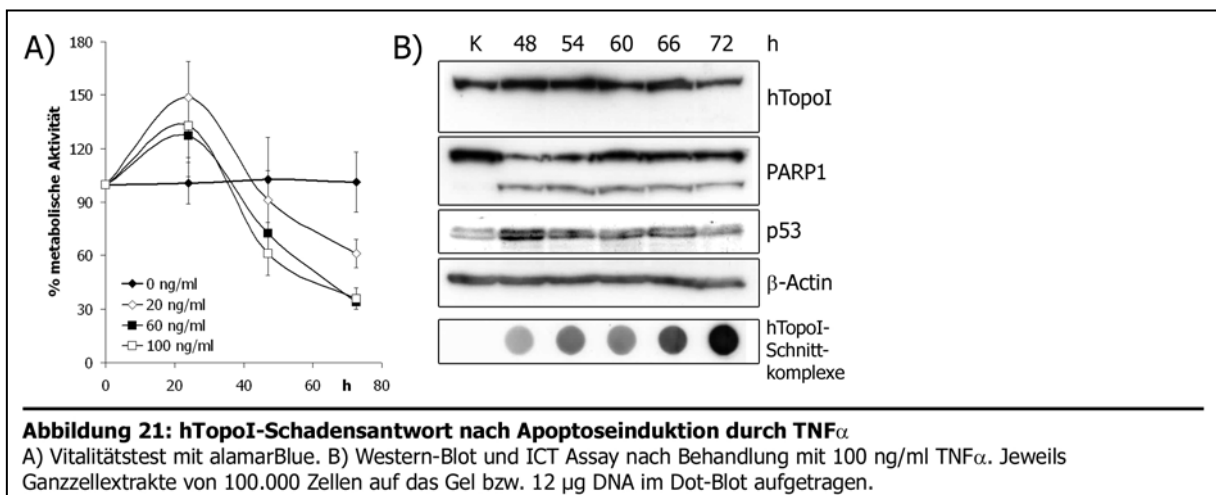 A)
180
150
120
90
60
30
0
% metabolische Aktivität
0 ng/ml
20 ng/ml
60 ng/ml
100 ng/ml
0 20 40 60 h 80
B)
K 48 54 60 66 72 h
hTopoI
PARP1
p53
β-Actin
hTopoI-
Schnitt-
komplexe
Abbildung 21: hTopoI-Schadensantwort nach Apoptoseinduktion durch TNFα
A) Vitalitätstest mit alamarBlue. B) Western-Blot und ICT Assay nach Behandlung mit 100 ng/ml TNFα. Jeweils
Ganzzellextrakte von 100.000 Zellen auf das Gel bzw. 12 µg DNA im Dot-Blot aufgetragen.